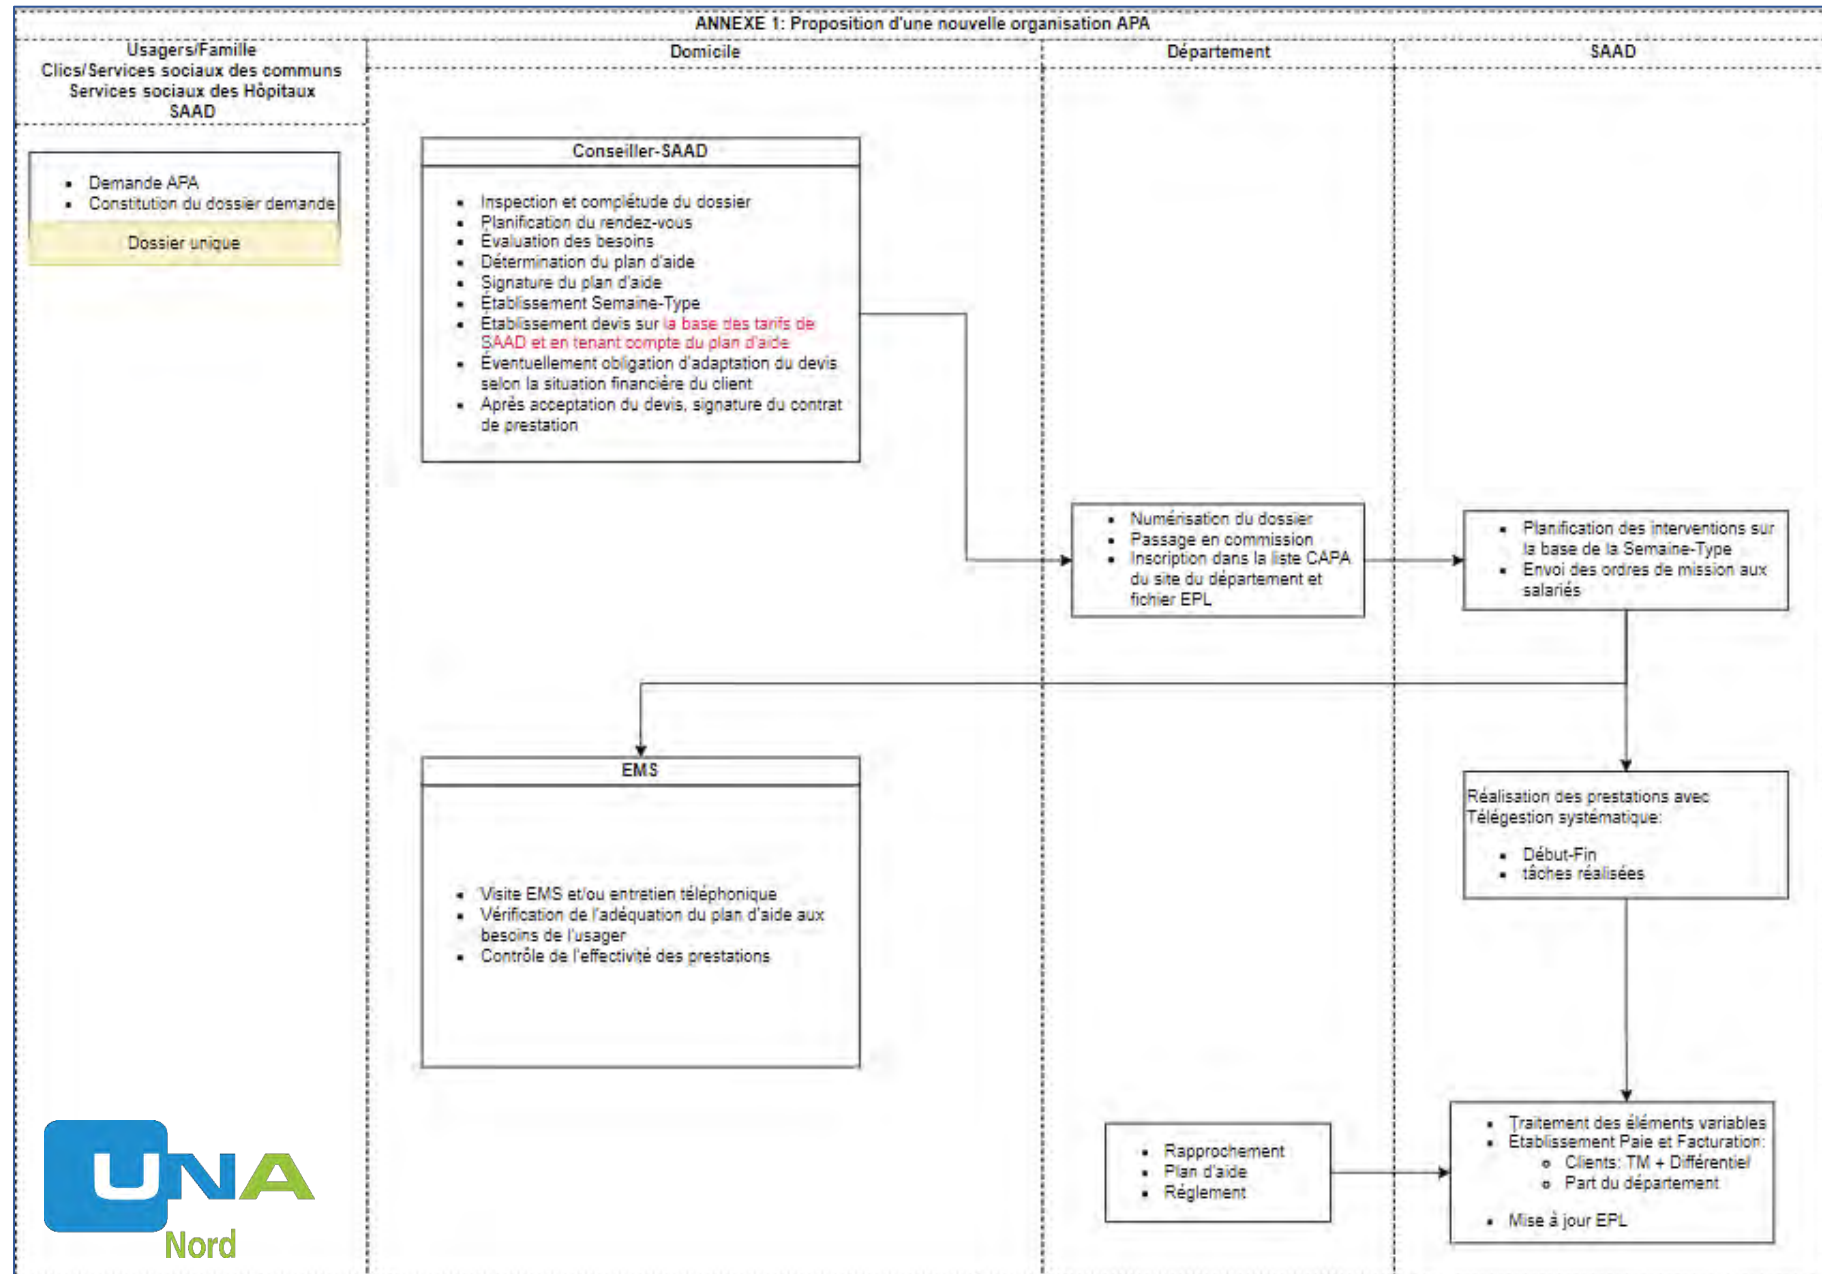 ANNEXE 1: Proposition d'une nouvelle organisation APA
Usagers/Famille
Clics/Services sociaux des communs
Services sociaux des Hôpitaux
SAAD
Domicile
Département
SAAD
Demande APA
Constitution du dossier demande
Dossier unique
Conseiller-SAAD
Inspection et complétude du dossier
Planification du rendez-vous
Évaluation des besoins
Détermination du plan d'aide
Signature du plan d'aide
Établissement Semaine-Type
Établissement devis sur la base des tarifs de
SAAD et en tenant compte du plan d'aide
Éventuellement obligation d'adaptation du devis
selon la situation financière du client
Après acceptation du devis, signature du contrat
de prestation
Numérisation du dossier
Passage en commission
Inscription dans la liste CAPA
du site du département et
fichier EPL
Planification des interventions sur
la base de la Semaine-Type
Envoi des ordres de mission aux
salariés
EMS
Visite EMS et/ou entretien téléphonique
Vérification de l'adéquation du plan d'aide aux
besoins de l'usager
Contrôle de l'effectivité des prestations
Réalisation des prestations avec
Télégestion systématique:
Début-Fin
tâches réalisées
Rapprochement
Plan d'aide
Réglement
Traitement des éléments variables
Établissement Paie et Facturation:
Clients: TM + Différentiel
Part du département
Mise à jour EPL
UNA
Nord